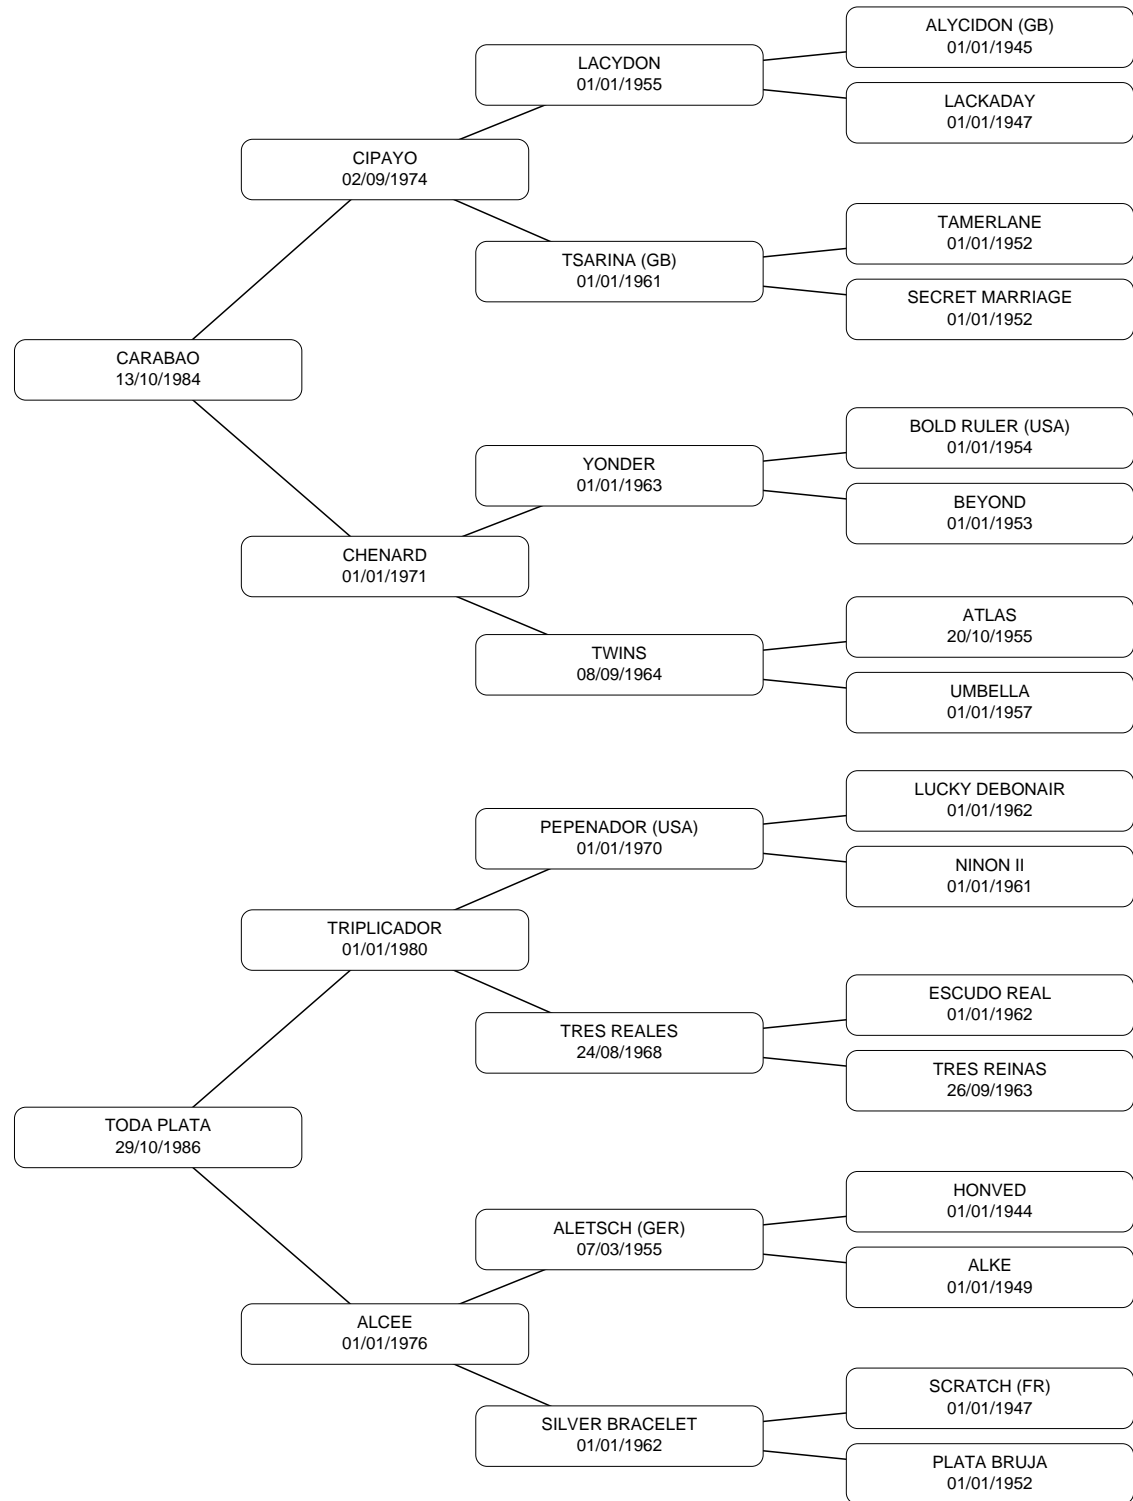 ALYCIDON (GB)
01/01/1945
LACYDON
01/01/1955
LACKADAY
01/01/1947
CIPAYO
02/09/1974
TAMERLANE
01/01/1952
TSARINA (GB)
01/01/1961
SECRET MARRIAGE
01/01/1952
CARABAO
13/10/1984
BOLD RULER (USA)
01/01/1954
YONDER
01/01/1963
BEYOND
01/01/1953
CHENARD
01/01/1971
ATLAS
20/10/1955
TWINS
08/09/1964
UMBELLA
01/01/1957
LUCKY DEBONAIR
01/01/1962
PEPENADOR (USA)
01/01/1970
NINON II
01/01/1961
TRIPLICADOR
01/01/1980
ESCUDO REAL
01/01/1962
TRES REALES
24/08/1968
TRES REINAS
26/09/1963
TODA PLATA
29/10/1986
HONVED
01/01/1944
ALETSCH (GER)
07/03/1955
ALKE
01/01/1949
ALCEE
01/01/1976
SCRATCH (FR)
01/01/1947
SILVER BRACELET
01/01/1962
PLATA BRUJA
01/01/1952